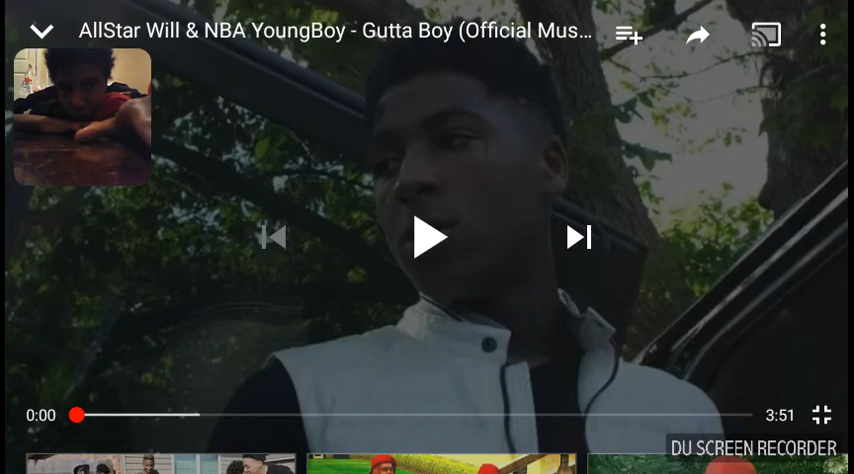 AllStar Will & NBA YoungBoy - Gutta Boy (Official Mus...
0:00
3:51
DU SCREEN RECORDER